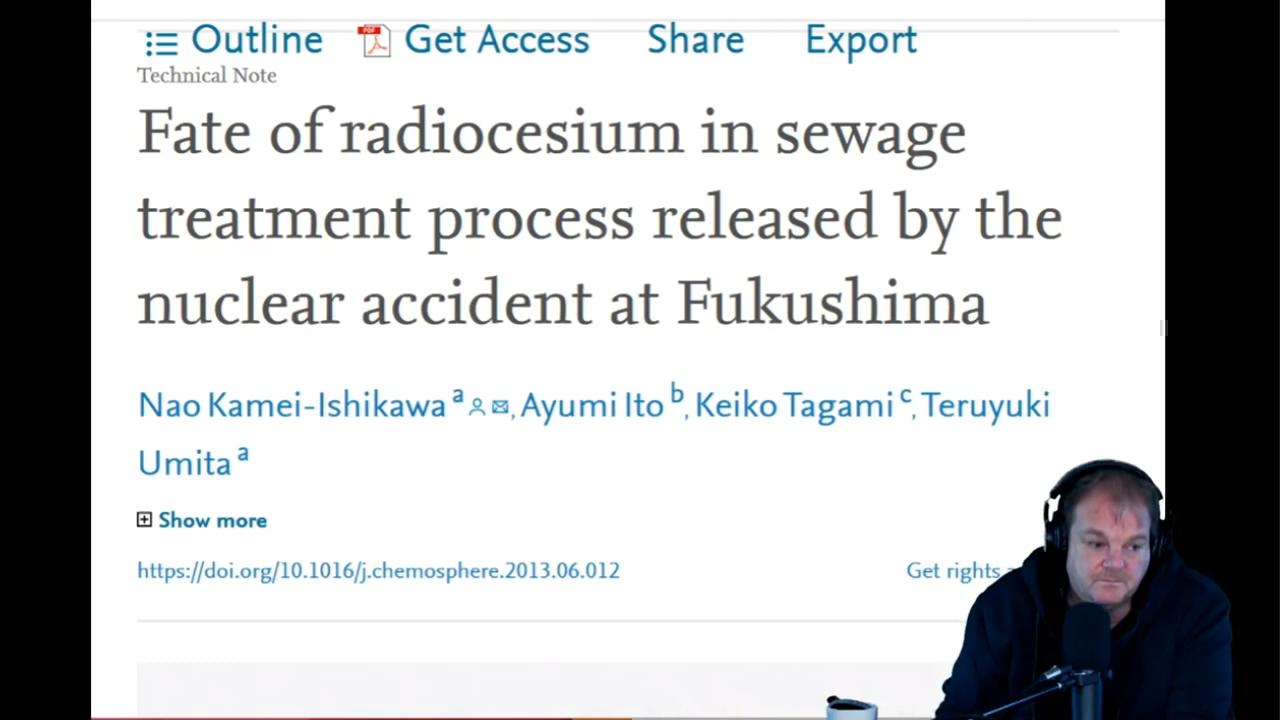 Outline Get Access Share Export
Technical Note
Fate of radiocesium in sewage
treatment process released by the
nuclear accident at Fukushima
Nao Kamei-Ishikawa a, Ayumi Ito b, Keiko Tagami c, Teruyuki
Umita a
Show more
https://doi.org/10.1016/j.chemosphere.2013.06.012 Get rights